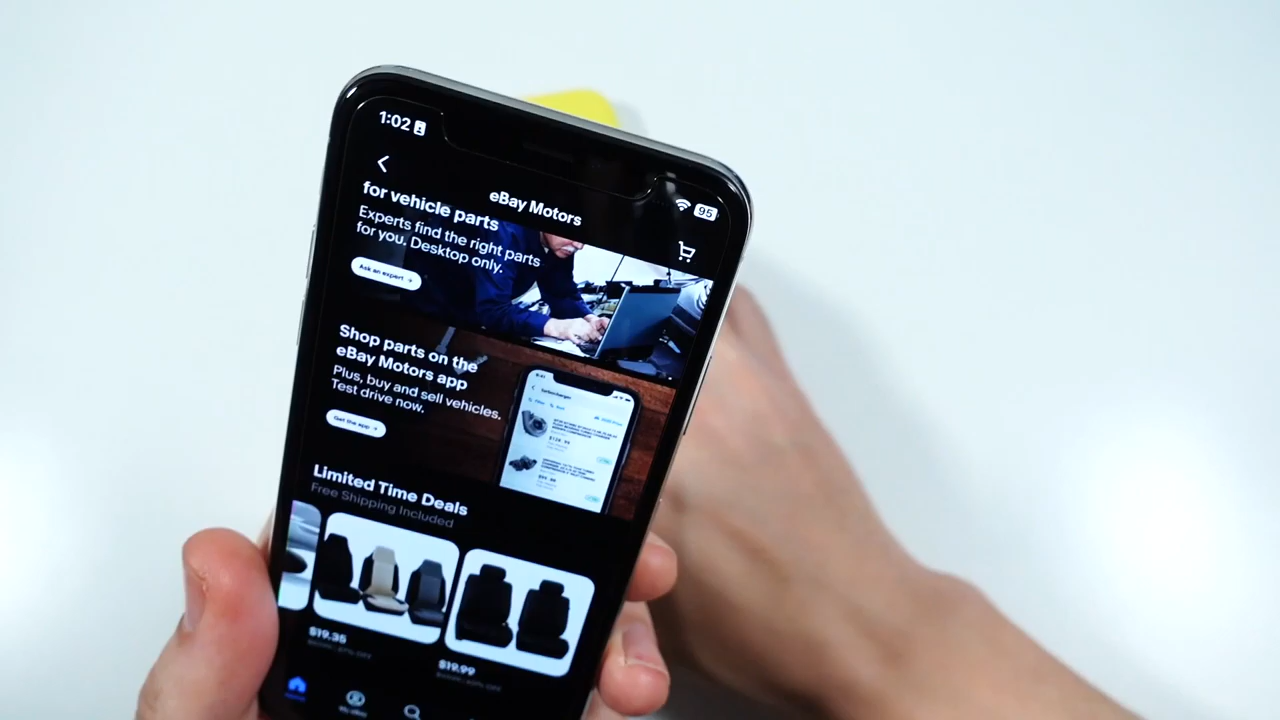 1:02
95
eBay Motors
for vehicle parts
Experts find the right parts
for you. Desktop only.
Ask an expert
Shop parts on the
eBay Motors app
Plus, buy and sell vehicles.
Test drive now.
Get the app
Limited Time Deals
Free Shipping Included
$19.35
$19.99